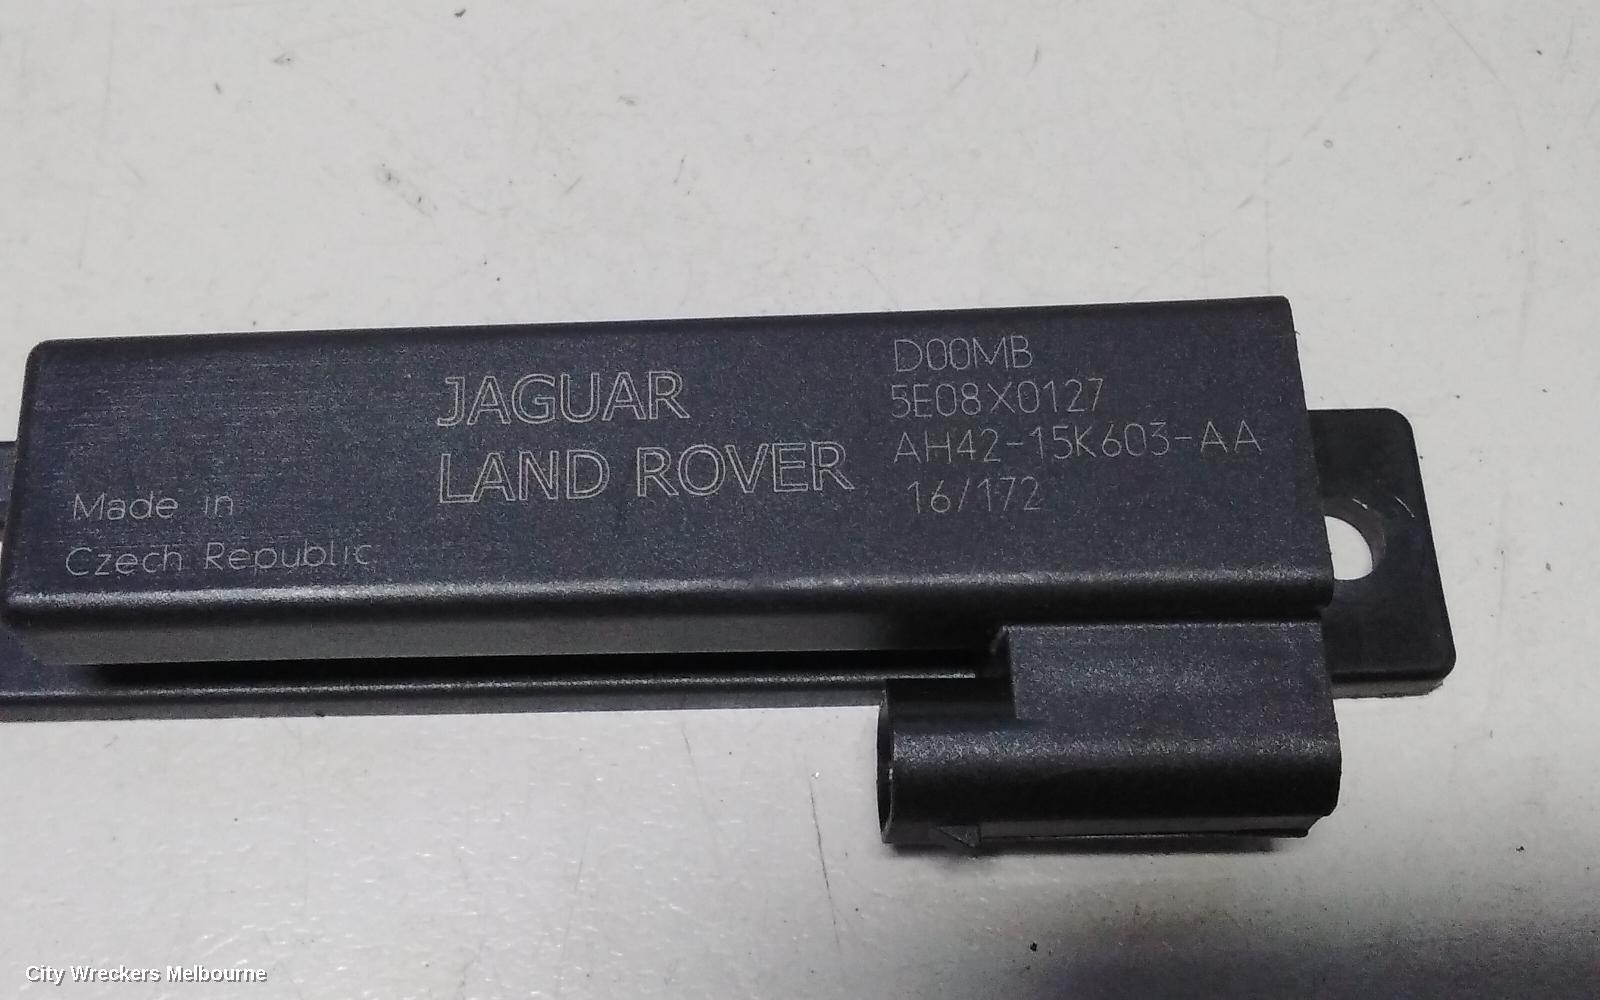 JAGUAR
LAND ROVER
Made in
Czech Republic
D00MB
5E08X0127
AH42-15K603-AA
16/172
City Wreckers Melbourne